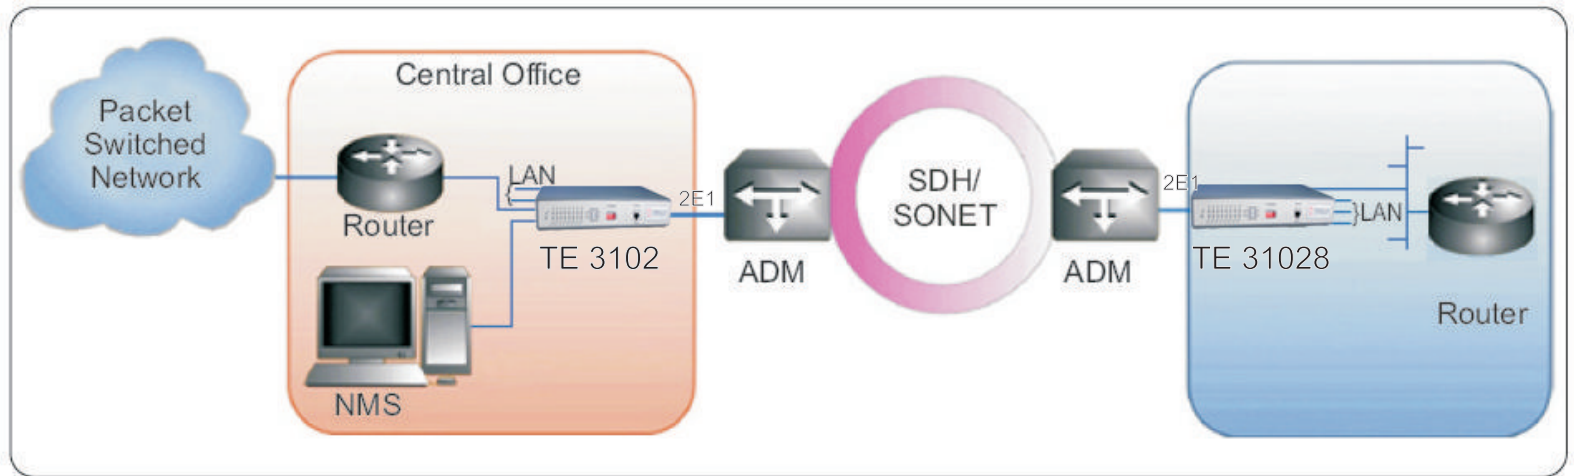 Central Office
Packet
Switched
Network
Router
LAN
2E1
TE 3102
NMS
ADM
SDH/
SONET
ADM
2E1
TE 31028
}LAN
Router